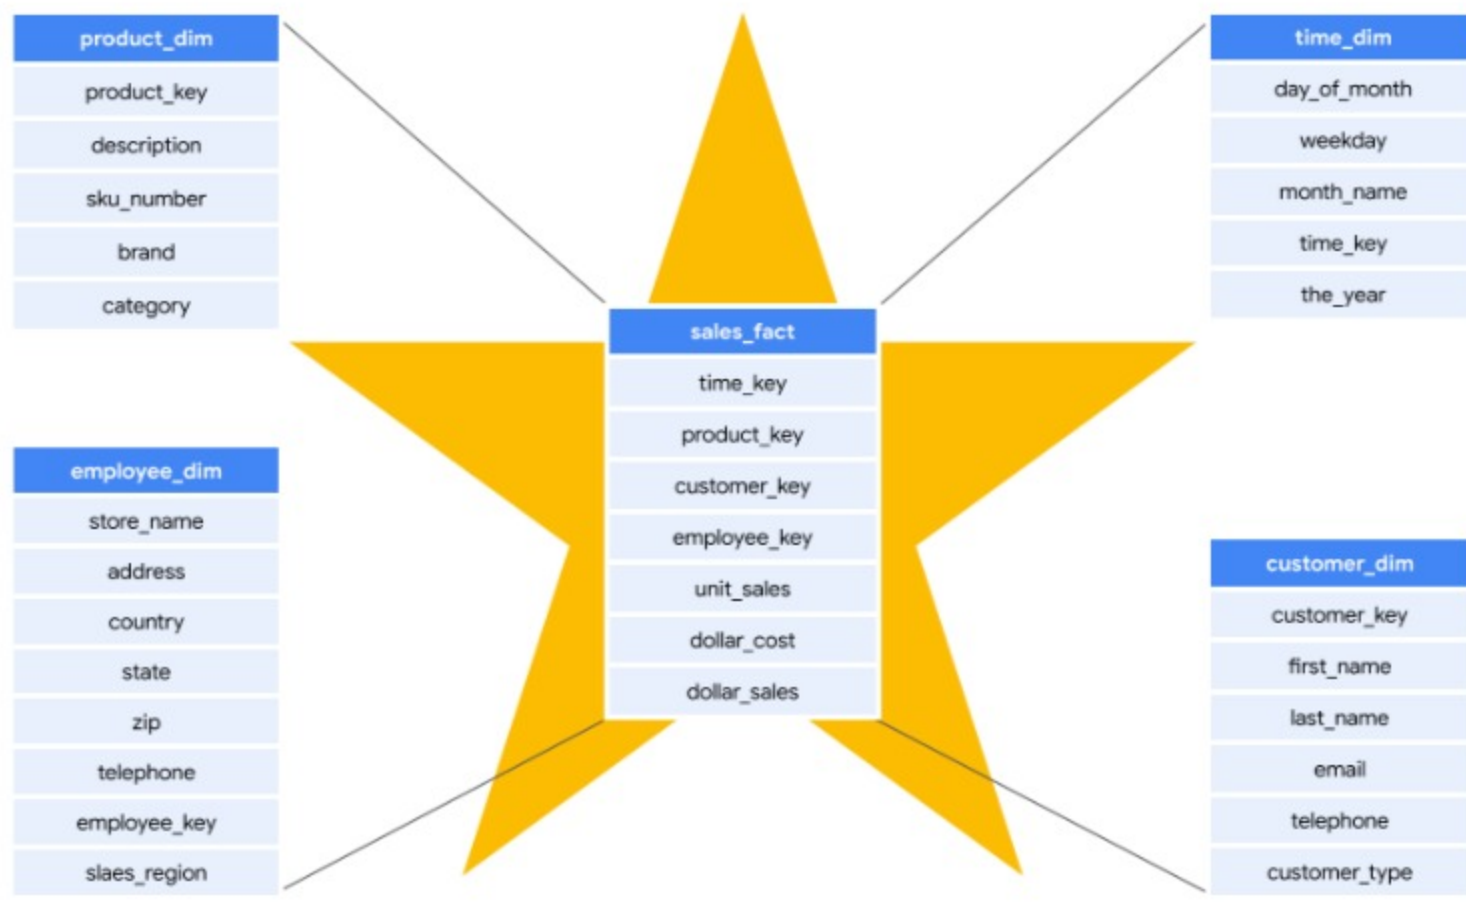 product_dim
product_key
description
sku_number
brand
category
time_dim
day_of_month
weekday
month_name
time_key
the_year
sales_fact
time_key
product_key
customer_key
employee_key
unit_sales
dollar_cost
dollar_sales
employee_dim
store_name
address
country
state
zip
telephone
employee_key
slaes_region
customer_dim
customer_key
first_name
last_name
email
telephone
customer_type